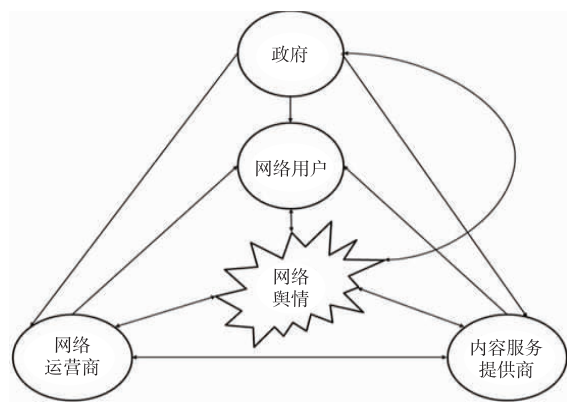 政府
网络用户
网络
舆情
网络
运营商
内容服务
提供商